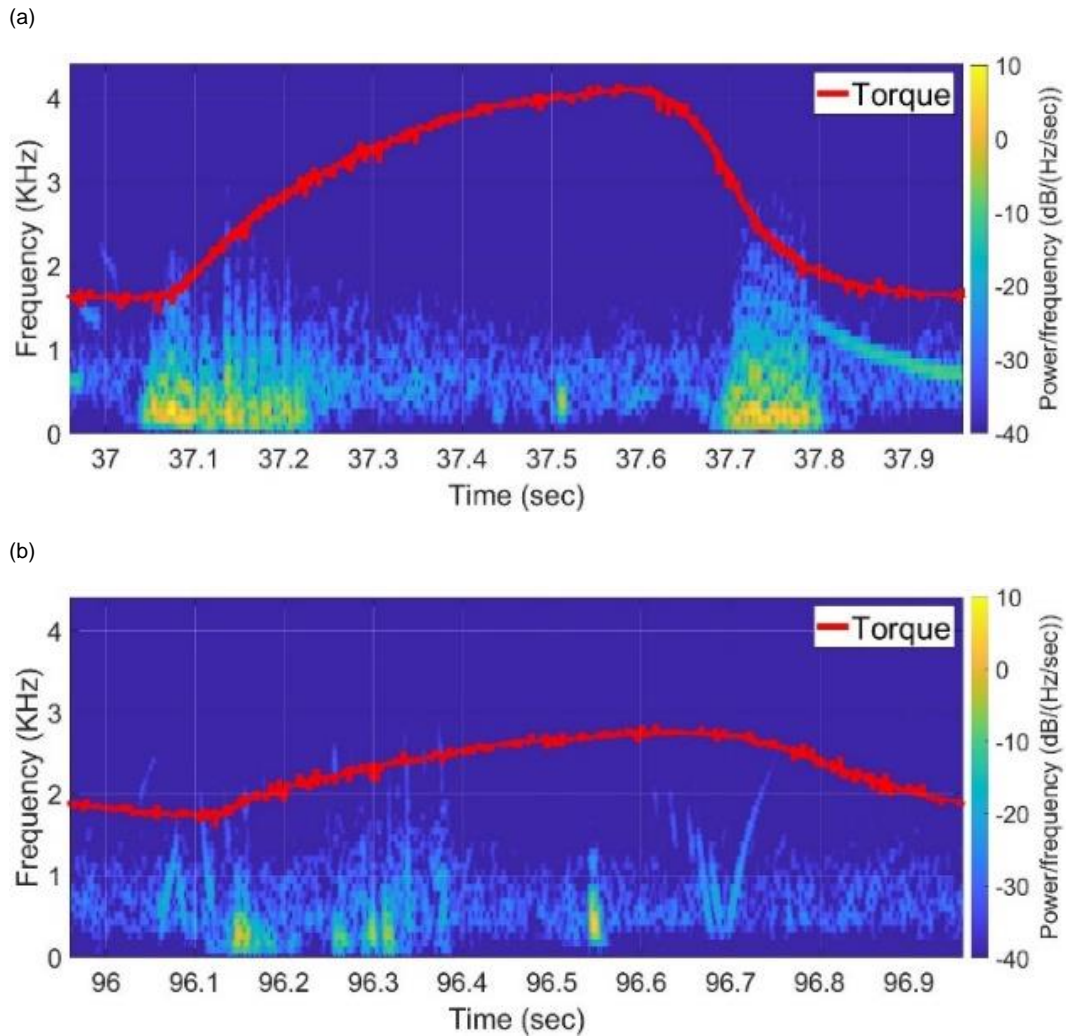 (a)
Torque
Frequency (KHz)
4
3
2
1
0
37 37.1 37.2 37.3 37.4 37.5 37.6 37.7 37.8 37.9
Time (sec)
10
0
-10
-20
-30
-40
Power/frequency (dB/(Hz/sec))
(b)
Torque
Frequency (KHz)
4
3
2
1
0
96 96.1 96.2 96.3 96.4 96.5 96.6 96.7 96.8 96.9
Time (sec)
10
0
-10
-20
-30
-40
Power/frequency (dB/(Hz/sec))